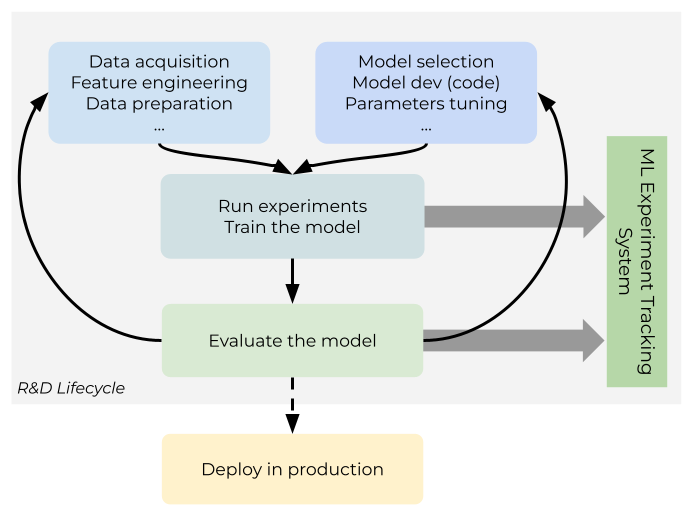 Data acquisition
Feature engineering
Data preparation
...
Model selection
Model dev (code)
Parameters tuning
...
Run experiments
Train the model
ML Experiment Tracking
System
Evaluate the model
R&D Lifecycle
Deploy in production